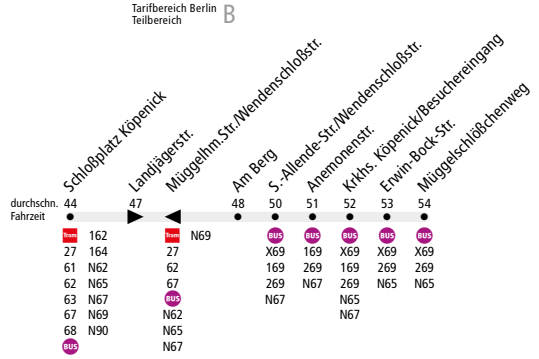 Tarifbereich Berlin B
Teilbereich
Schloßplatz Köpenick
Landjägerstr.
Müggelhm.Str./Wendenschloßstr.
Am Berg
S.-Allende-Str./Wendenschloßstr.
Anemonenstr.
Krkhs. Köpenick/Besuchereingang
Erwin-Bock-Str.
Müggelschlößchenweg
durchschn. 44 47 48 50 51 52 53 54
Fahrzeit
Tram 162 Tram N69 BUS BUS BUS BUS BUS
27 164 27 X69 169 X69 X69 X69
61 N62 62 169 269 169 269 269
62 N65 67 269 N67 269 N65 N65
63 N67 BUS N67 N65
67 N69 N62 N67
68 N90 N65
BUS N67